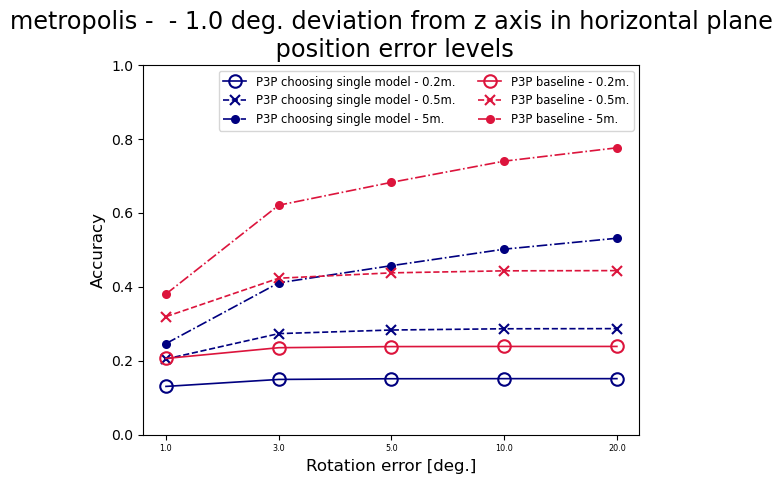 metropolis -  - 1.0 deg. deviation from z axis in horizontal plane
position error levels
P3P choosing single model - 0.2m.
P3P choosing single model - 0.5m.
P3P choosing single model - 5m.
P3P baseline - 0.2m.
P3P baseline - 0.5m.
P3P baseline - 5m.
1.0
0.8
0.6
0.4
0.2
0.0
Accuracy
1.0 3.0 5.0 10.0 20.0
Rotation error [deg.]